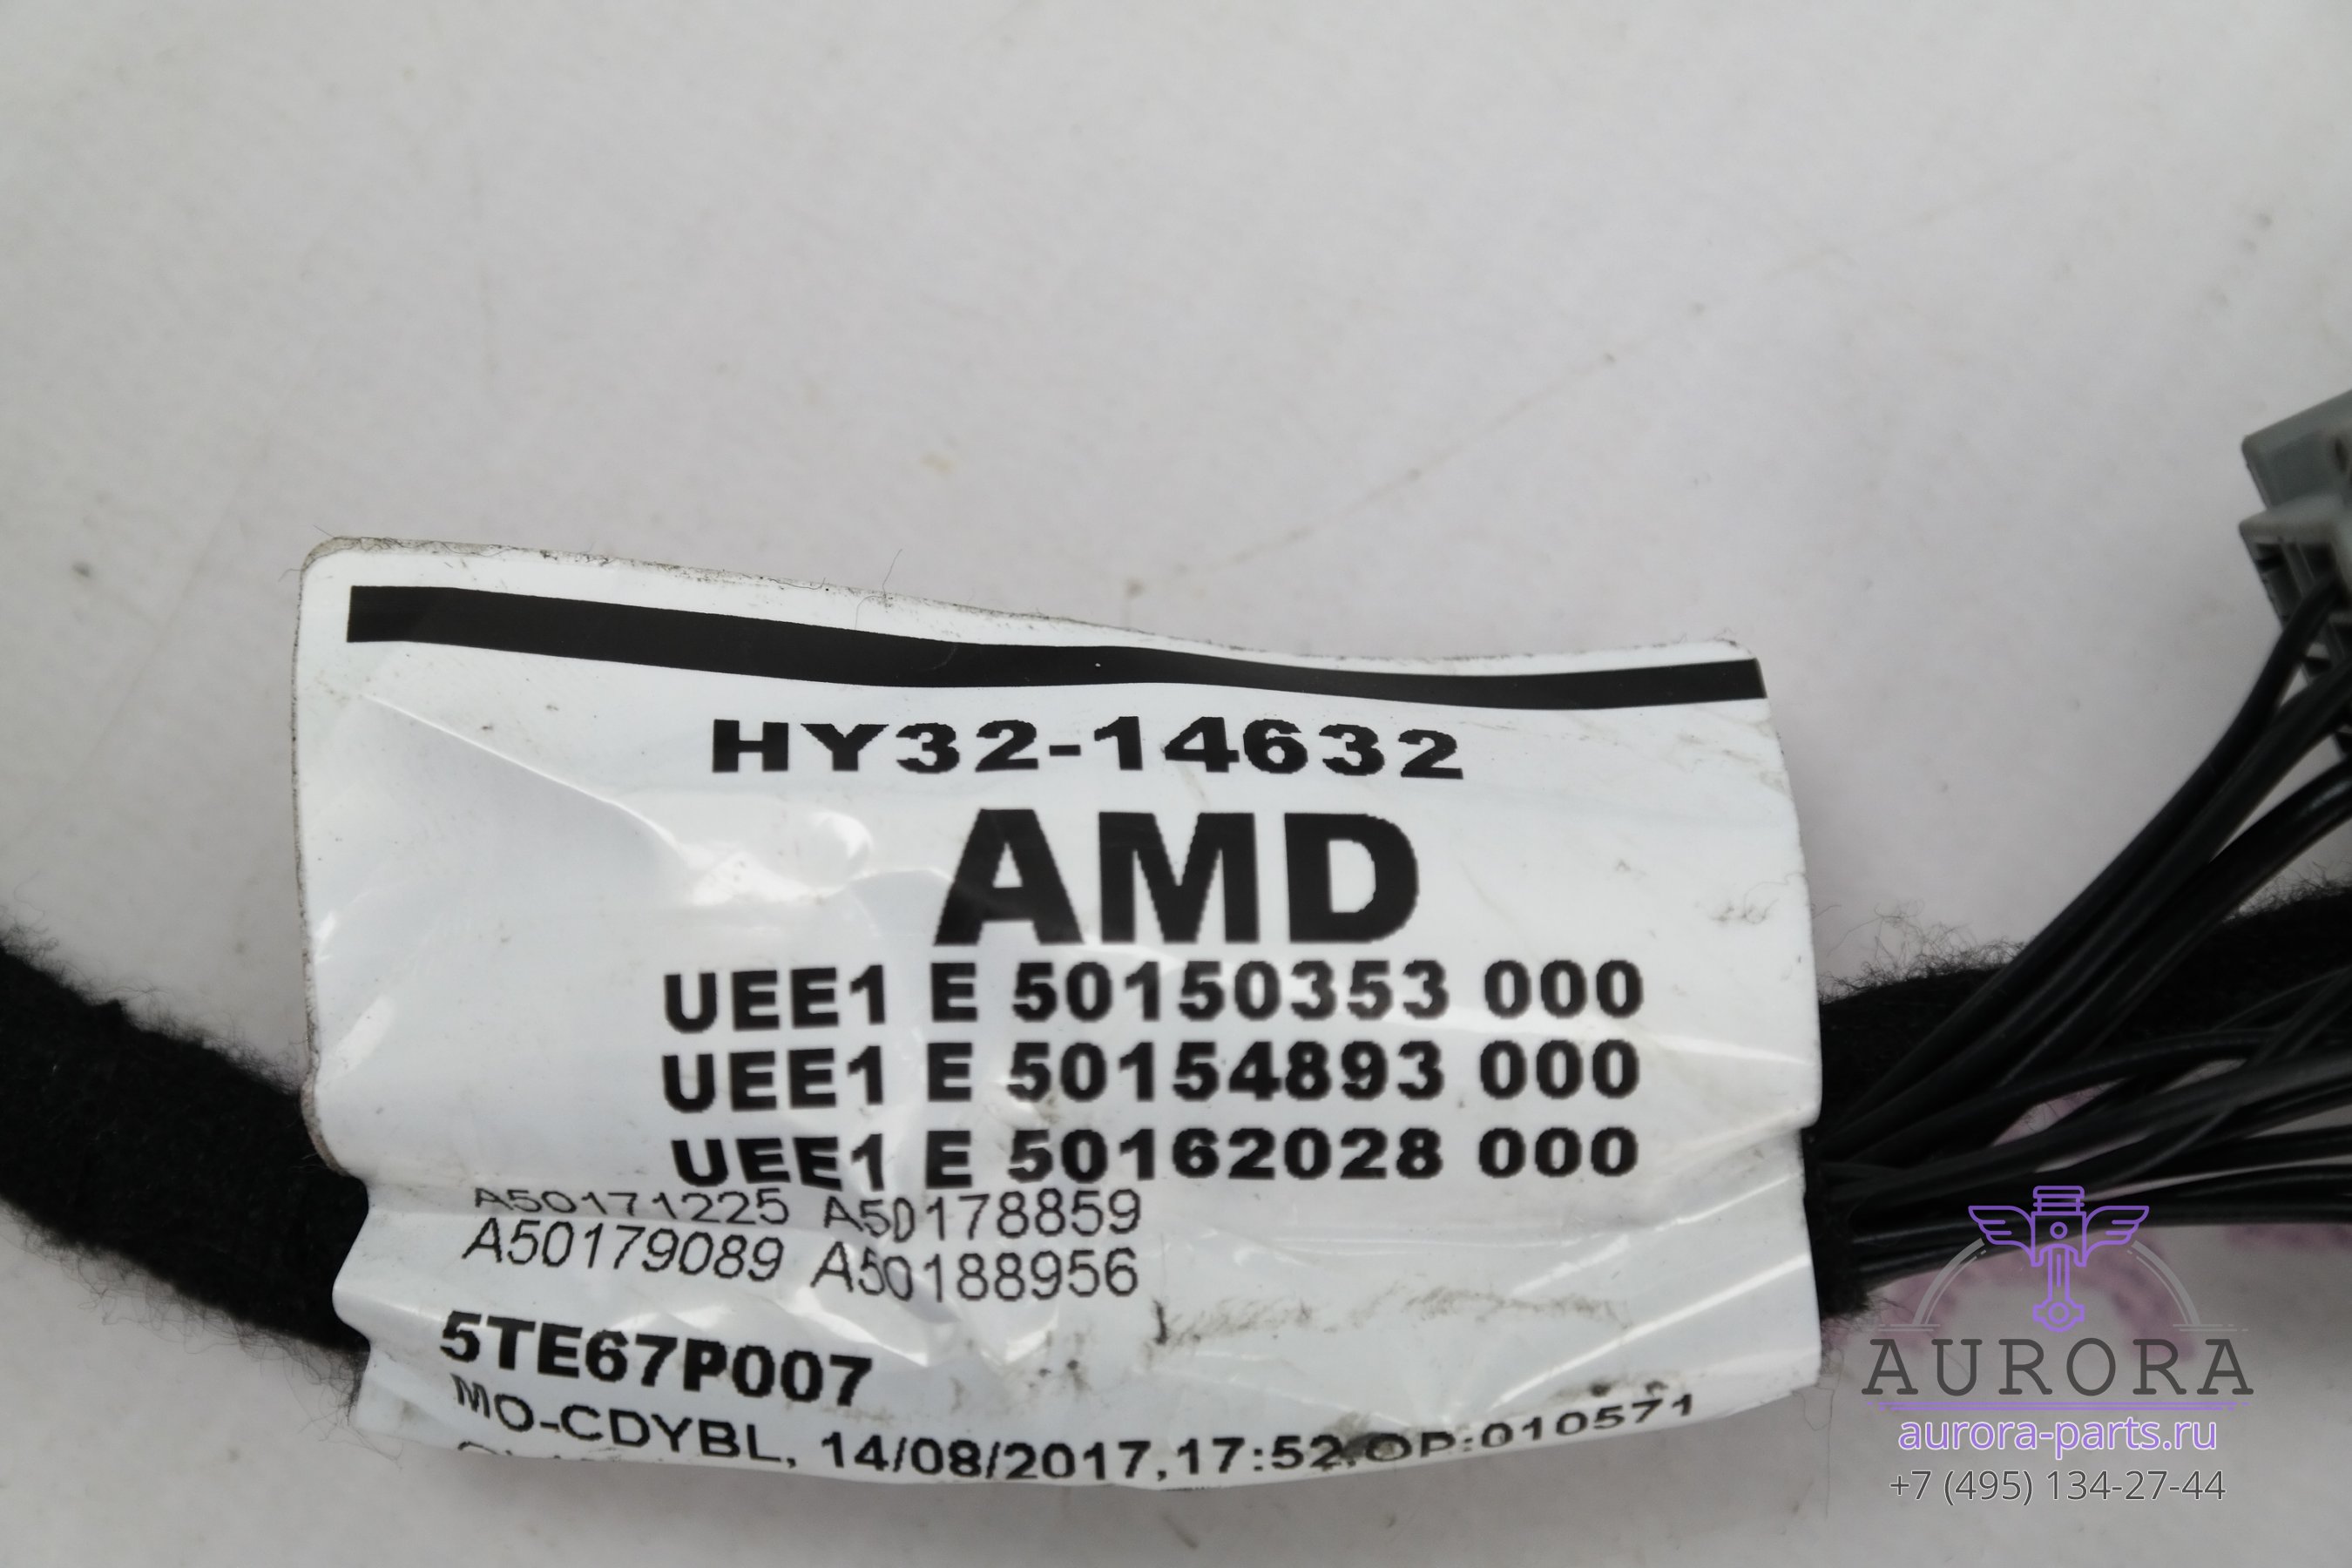 HY32-14632
AMD
UEE1 E 50150353 000
UEE1 E 50154893 000
UEE1 E 50162028 000
A50171225 A50178859
A50179089 A50188956
5TE67P007
MO-CDYBL, 14/08/2017,17:52,OP:010571
AURORA
aurora-parts.ru
+7 (495) 134-27-44